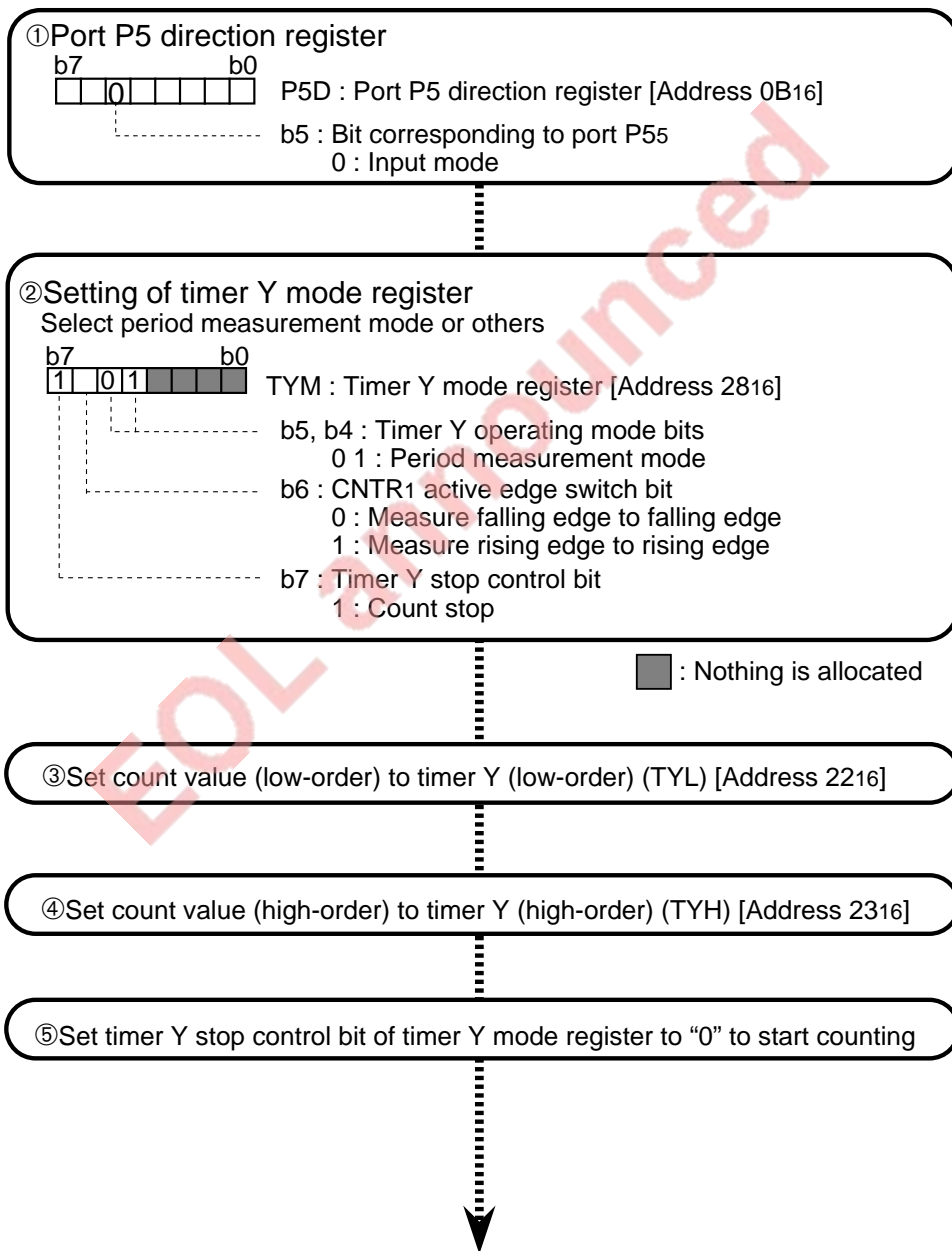 ①Port P5 direction register
b7 b0
0
P5D : Port P5 direction register [Address 0B16]
b5 : Bit corresponding to port P55
0 : Input mode
②Setting of timer Y mode register
Select period measurement mode or others
b7 b0
1 0 1
TYM : Timer Y mode register [Address 2816]
b5, b4 : Timer Y operating mode bits
0 1 : Period measurement mode
b6 : CNTR1 active edge switch bit
0 : Measure falling edge to falling edge
1 : Measure rising edge to rising edge
b7 : Timer Y stop control bit
1 : Count stop
: Nothing is allocated
③Set count value (low-order) to timer Y (low-order) (TYL) [Address 2216]
④Set count value (high-order) to timer Y (high-order) (TYH) [Address 2316]
⑤Set timer Y stop control bit of timer Y mode register to “0” to start counting
EOL announced